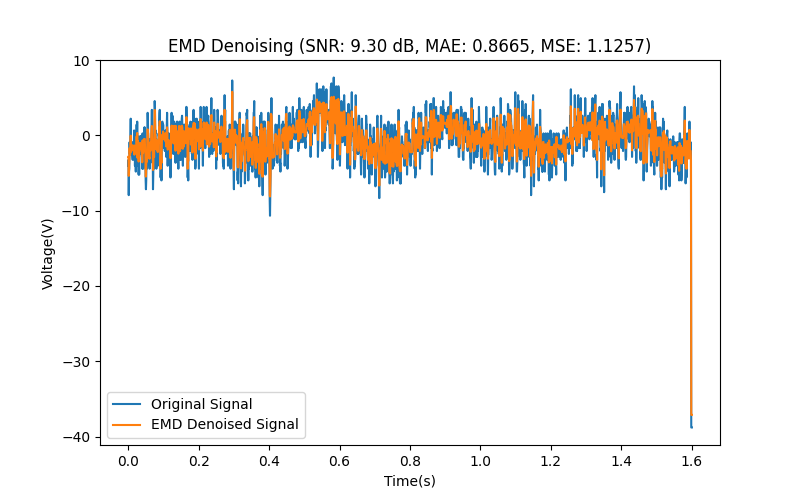 EMD Denoising (SNR: 9.30 dB, MAE: 0.8665, MSE: 1.1257)
10
0
−10
−20
−30
−40
Voltage(V)
Original Signal
EMD Denoised Signal
0.0 0.2 0.4 0.6 0.8 1.0 1.2 1.4 1.6
Time(s)